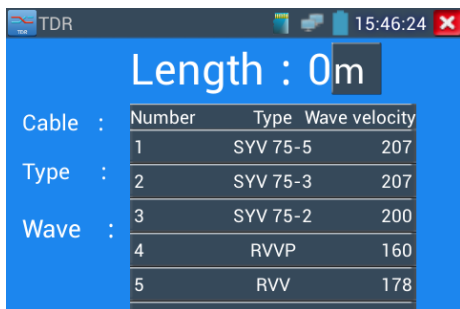 TDR 15:46:24
Length : 0m
Cable :
Type :
Wave :
Number Type Wave velocity
1 SYV 75-5 207
2 SYV 75-3 207
3 SYV 75-2 200
4 RVVP 160
5 RVV 178